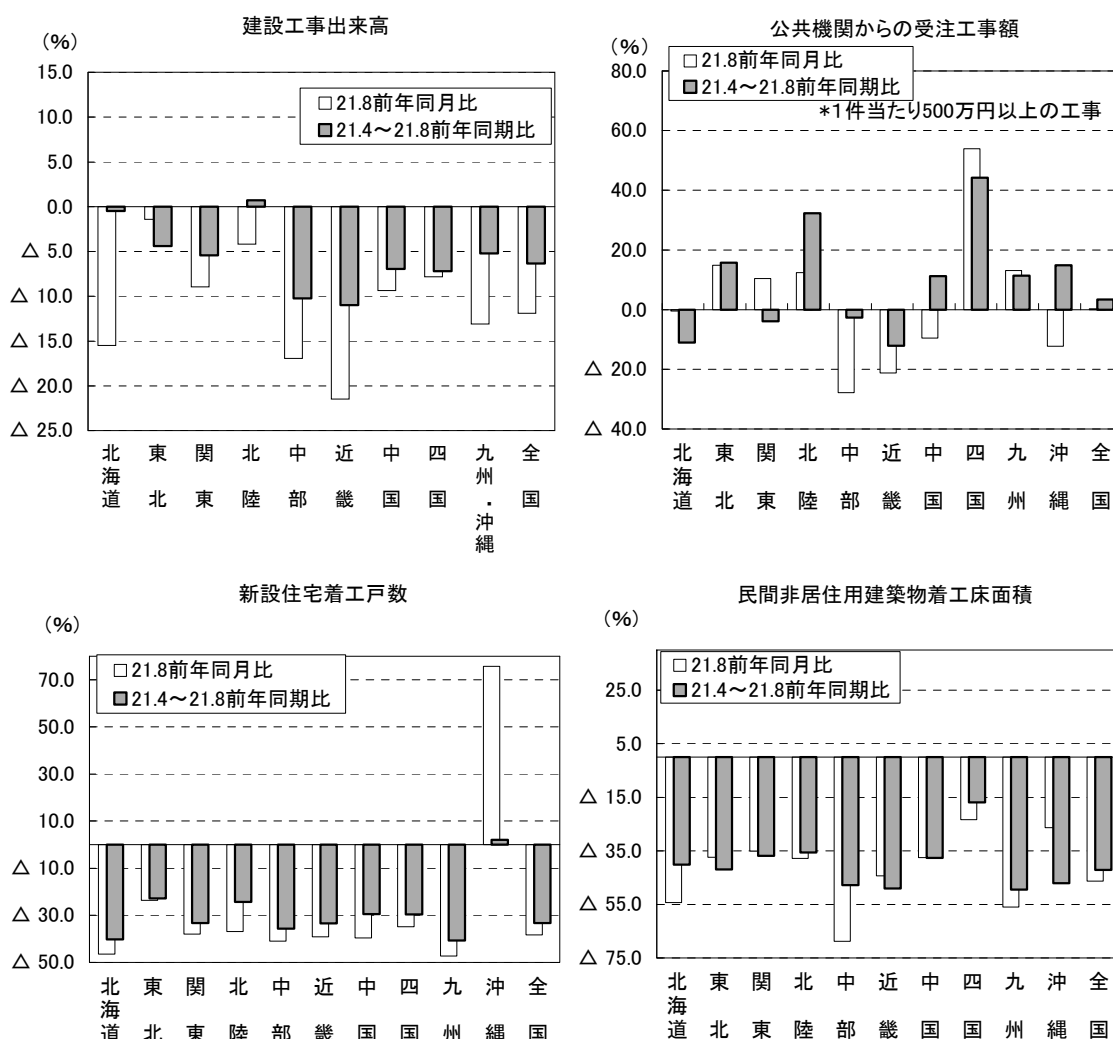 建設工事出来高
(%)
15.0
10.0
5.0
0.0
△ 5.0
△ 10.0
△ 15.0
△ 20.0
△ 25.0
□21.8前年同月比
■21.4～21.8前年同期比
北海道
東北
関東
北陸
中部
近畿
中国
四国
九州・沖縄
全国
公共機関からの受注工事額
(%)
80.0
60.0
40.0
20.0
0.0
△ 20.0
△ 40.0
□21.8前年同月比
■21.4～21.8前年同期比
*1件当たり500万円以上の工事
北海道
東北
関東
北陸
中部
近畿
中国
四国
九州
沖縄
全国
新設住宅着工戸数
(%)
70.0
50.0
30.0
10.0
△ 10.0
△ 30.0
△ 50.0
□21.8前年同月比
■21.4～21.8前年同期比
北海道
東北
関東
北陸
中部
近畿
中国
四国
九州
沖縄
全国
民間非居住用建築物着工床面積
(%)
25.0
5.0
△ 15.0
△ 35.0
△ 55.0
△ 75.0
□21.8前年同月比
■21.4～21.8前年同期比
北海道
東北
関東
北陸
中部
近畿
中国
四国
九州
沖縄
全国